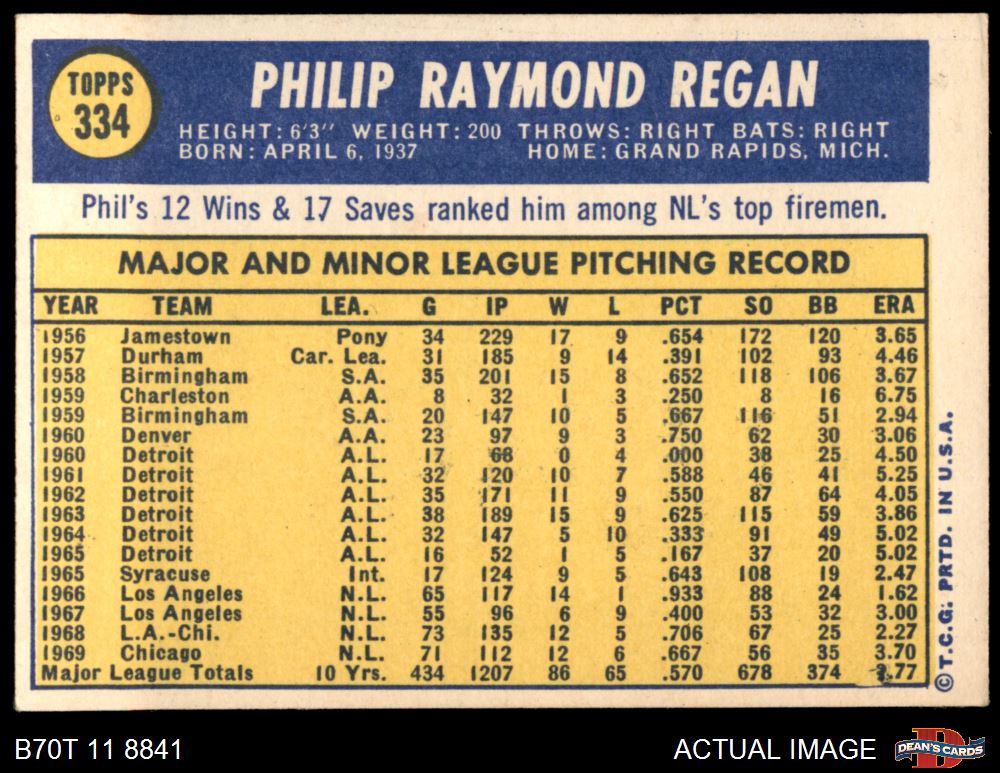 TOPPS
334
PHILIP RAYMOND REGAN
HEIGHT: 6'3" WEIGHT: 200 THROWS: RIGHT BATS: RIGHT
BORN: APRIL 6, 1937 HOME: GRAND RAPIDS, MICH.
Phil's 12 Wins & 17 Saves ranked him among NL's top firemen.
MAJOR AND MINOR LEAGUE PITCHING RECORD
YEAR TEAM LEA. G IP W L PCT SO BB ERA
1956 Jamestown Pony 34 229 17 9 .654 172 120 3.65
1957 Durham Car. Lea. 31 185 9 14 .391 102 93 4.46
1958 Birmingham S.A. 35 201 15 8 .652 118 106 3.67
1959 Charleston A.A. 8 32 1 3 .250 8 16 6.75
1959 Birmingham S.A. 20 147 10 5 .667 116 51 2.94
1960 Denver A.A. 23 97 9 3 .750 62 30 3.06
1960 Detroit A.L. 17 68 0 4 .000 38 25 4.50
1961 Detroit A.L. 32 120 10 7 .588 46 41 5.25
1962 Detroit A.L. 35 171 11 9 .550 87 64 4.05
1963 Detroit A.L. 38 189 15 9 .625 115 59 3.86
1964 Detroit A.L. 32 147 5 10 .333 91 49 5.02
1965 Detroit A.L. 16 52 1 5 .167 37 20 5.02
1965 Syracuse Int. 17 124 9 5 .643 108 19 2.47
1966 Los Angeles N.L. 65 117 14 1 .933 88 24 1.62
1967 Los Angeles N.L. 55 96 6 9 .400 53 32 3.00
1968 L.A.-Chi. N.L. 73 135 12 5 .706 67 25 2.27
1969 Chicago N.L. 71 112 12 6 .667 56 35 3.70
Major League Totals 10 Yrs. 434 1207 86 65 .570 678 374 3.77
© T.C.G. PRTD. IN U.S.A.
B70T 11 8841 ACTUAL IMAGE
D
DEAN'S CARDS